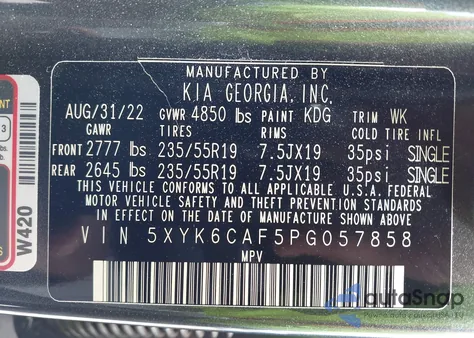 MANUFACTURED BY
KIA GEORGIA, INC.
AUG/31/22 GVWR 4850 lbs PAINT KDG TRIM WK
GAWR TIRES RIMS COLD TIRE INFL
FRONT 2777 lbs 235/55R19 7.5JX19 35psi SINGLE
REAR 2645 lbs 235/55R19 7.5JX19 35psi SINGLE
THIS VEHICLE CONFORMS TO ALL APPLICABLE U.S.A. FEDERAL
MOTOR VEHICLE SAFETY AND THEFT PREVENTION STANDARDS
IN EFFECT ON THE DATE OF MANUFACTURE SHOWN ABOVE
VIN 5XYK6CAF5PG057858
MPV
W420
3
autoSnap